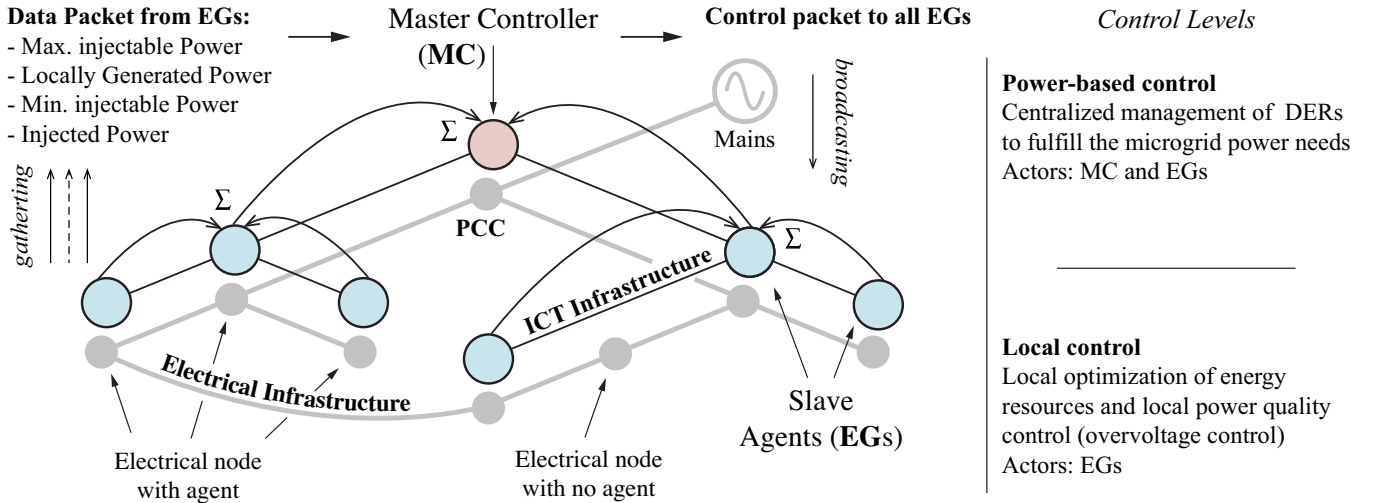 Data Packet from EGs:
- Max. injectable Power
- Locally Generated Power
- Min. injectable Power
- Injected Power
Master Controller
(MC)
Control packet to all EGs
Control Levels
gatherting
Σ
Σ
Σ
Mains
broadcasting
PCC
ICT Infrastructure
Electrical Infrastructure
Electrical node
with agent
Electrical node
with no agent
Slave
Agents (EGs)
Power-based control
Centralized management of DERs
to fulfill the microgrid power needs
Actors: MC and EGs
Local control
Local optimization of energy
resources and local power quality
control (overvoltage control)
Actors: EGs